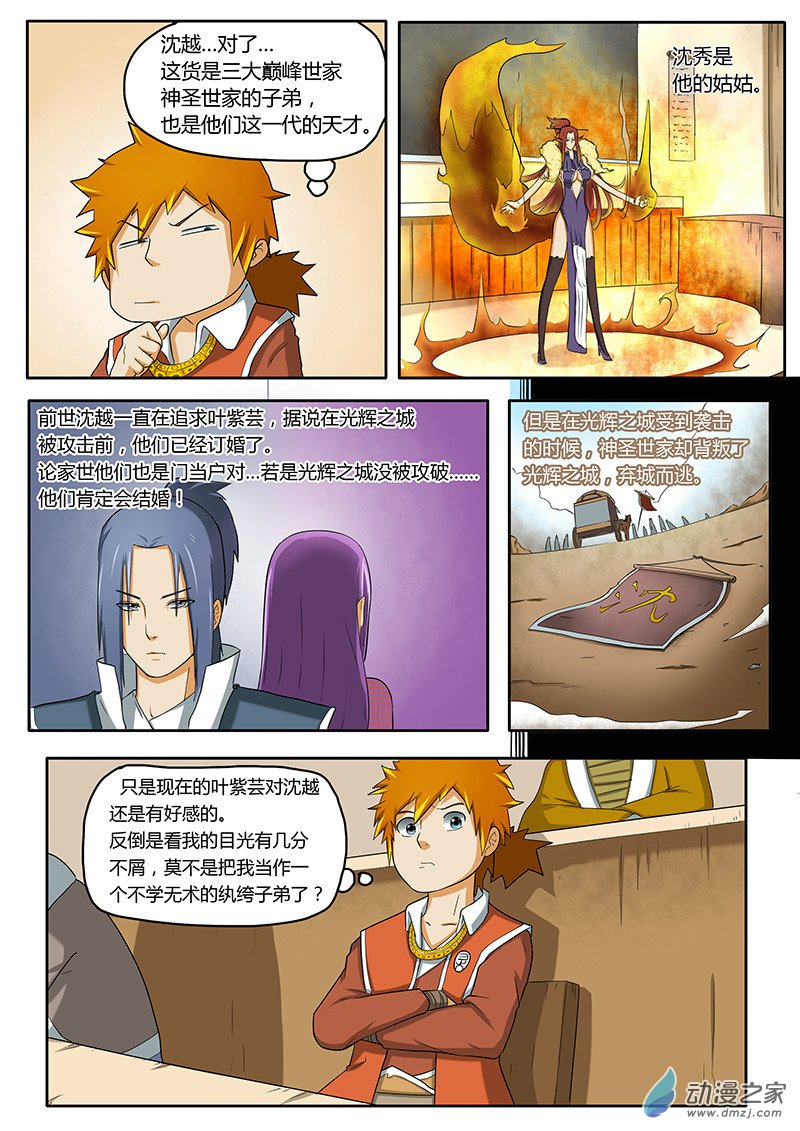 沈越…对了…
这货是三大巅峰世家
神圣世家的子弟，
也是他们这一代的天才。
沈秀是
他的姑姑。
前世沈越一直在追求叶紫芸，据说在光辉之城
被攻击前，他们已经订婚了。
论家世他们也是门当户对…若是光辉之城没被攻破……
他们肯定会结婚！
但是在光辉之城受到袭击
的时候，神圣世家却背叛了
光辉之城，弃城而逃。
沈
只是现在的叶紫芸对沈越
还是有好感的。
反倒是看我的目光有几分
不屑，莫不是把我当作一
个不学无术的纨绔子弟了？
动漫之家
www.dmzj.com